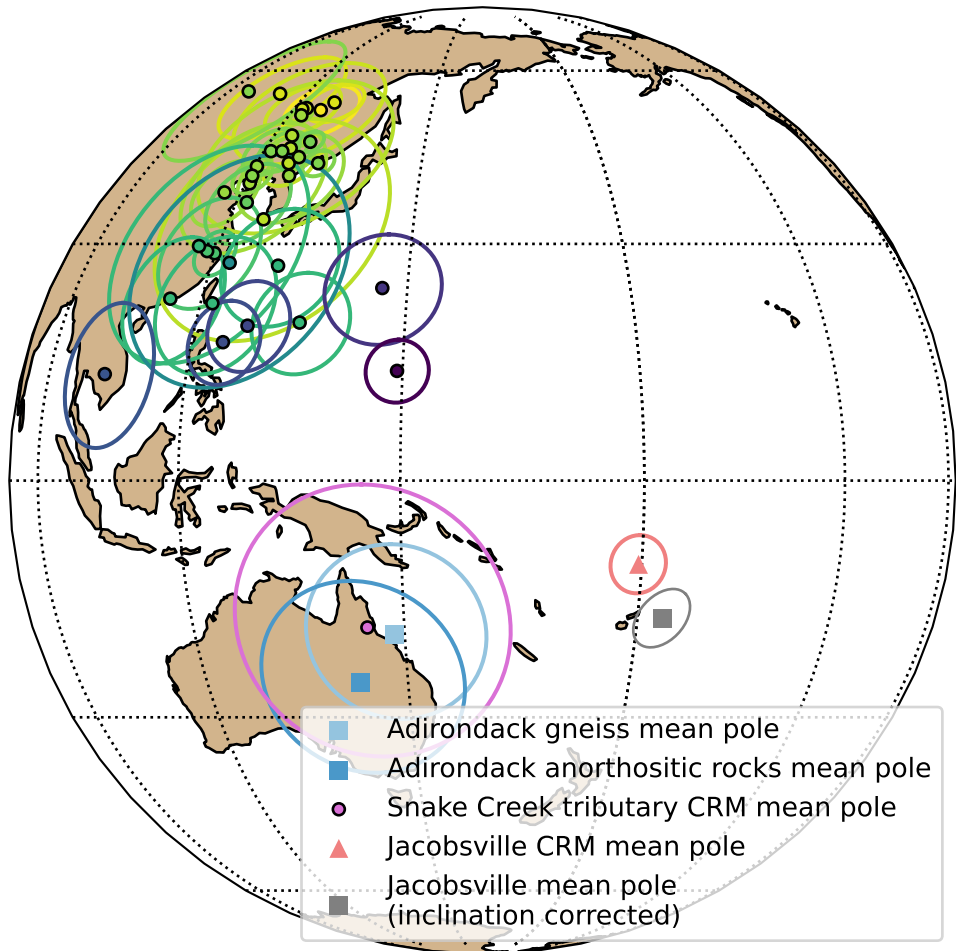 Adirondack gneiss mean pole
Adirondack anorthositic rocks mean pole
Snake Creek tributary CRM mean pole
Jacobsville CRM mean pole
Jacobsville mean pole
(inclination corrected)